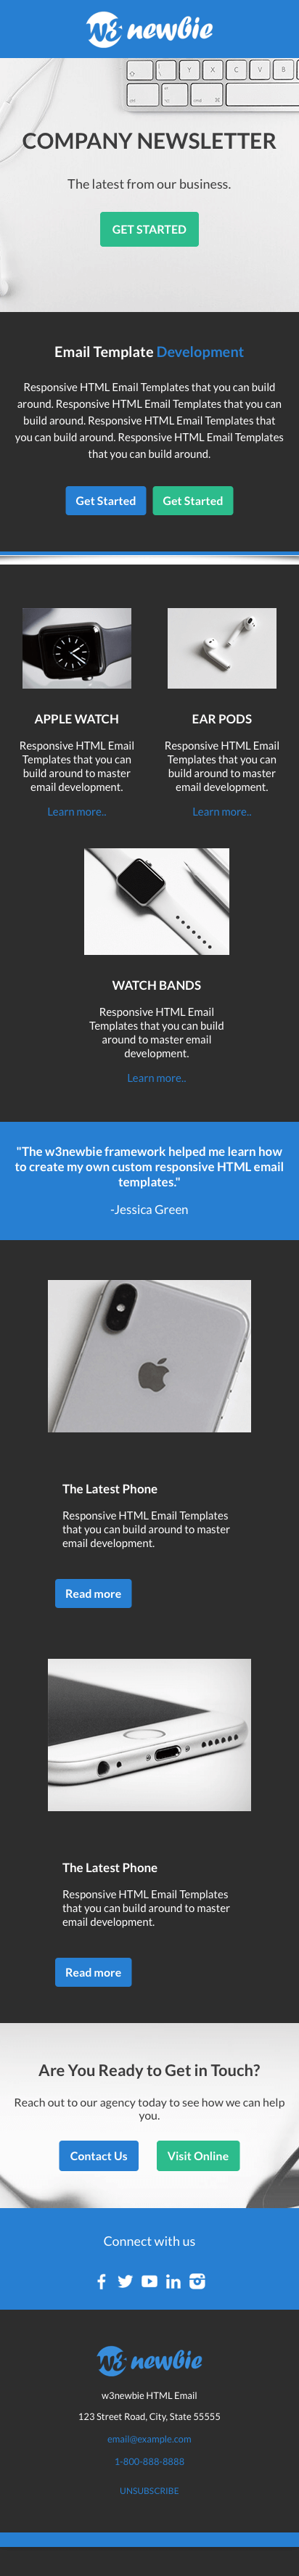 w3 newbie
Y X C V B
COMPANY NEWSLETTER
The latest from our business.
GET STARTED
Email Template Development
Responsive HTML Email Templates that you can build
around. Responsive HTML Email Templates that you can
build around. Responsive HTML Email Templates that
you can build around. Responsive HTML Email Templates
that you can build around.
Get Started Get Started
APPLE WATCH
Responsive HTML Email
Templates that you can
build around to master
email development.
Learn more..
EAR PODS
Responsive HTML Email
Templates that you can
build around to master
email development.
Learn more..
WATCH BANDS
Responsive HTML Email
Templates that you can build
around to master email
development.
Learn more..
"The w3newbie framework helped me learn how
to create my own custom responsive HTML email
templates."
-Jessica Green
The Latest Phone
Responsive HTML Email Templates
that you can build around to master
email development.
Read more
The Latest Phone
Responsive HTML Email Templates
that you can build around to master
email development.
Read more
Are You Ready to Get in Touch?
Reach out to our agency today to see how we can help
you.
Contact Us Visit Online
Connect with us
w3 newbie
w3newbie HTML Email
123 Street Road, City, State 55555
email@example.com
1-800-888-8888
UNSUBSCRIBE